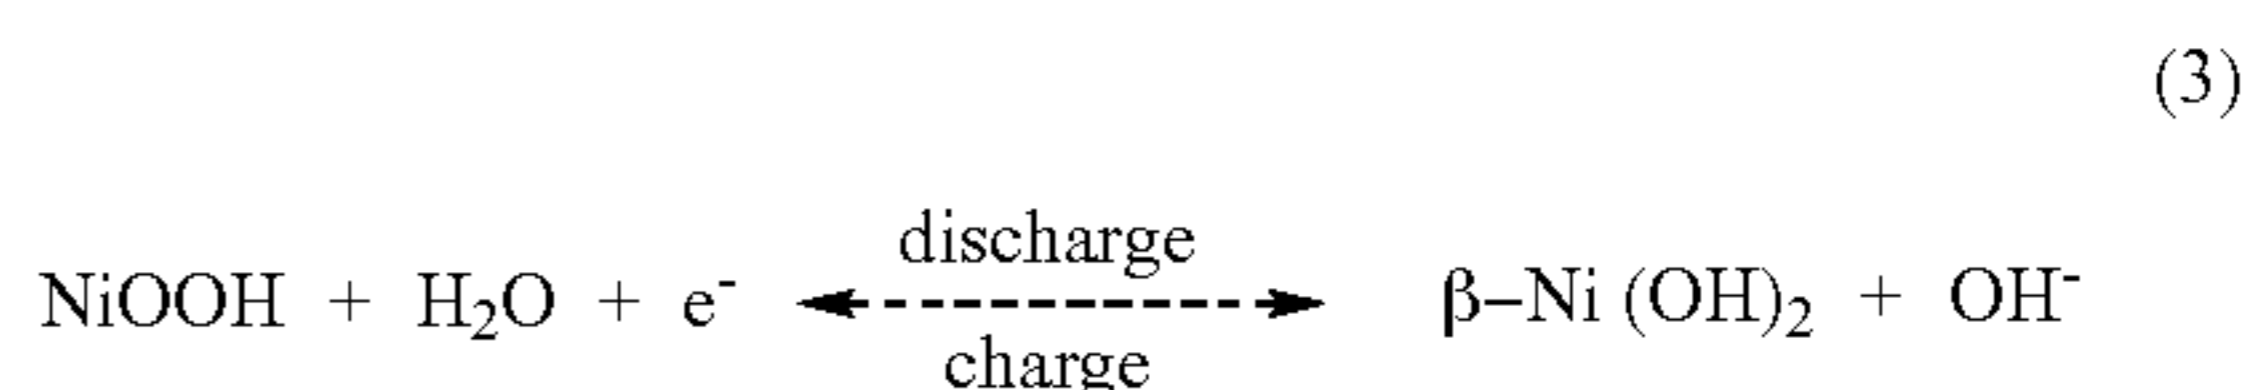 (3)
discharge
NiOOH + H₂O + e⁻ ⟷ β–Ni (OH)₂ + OH⁻
charge